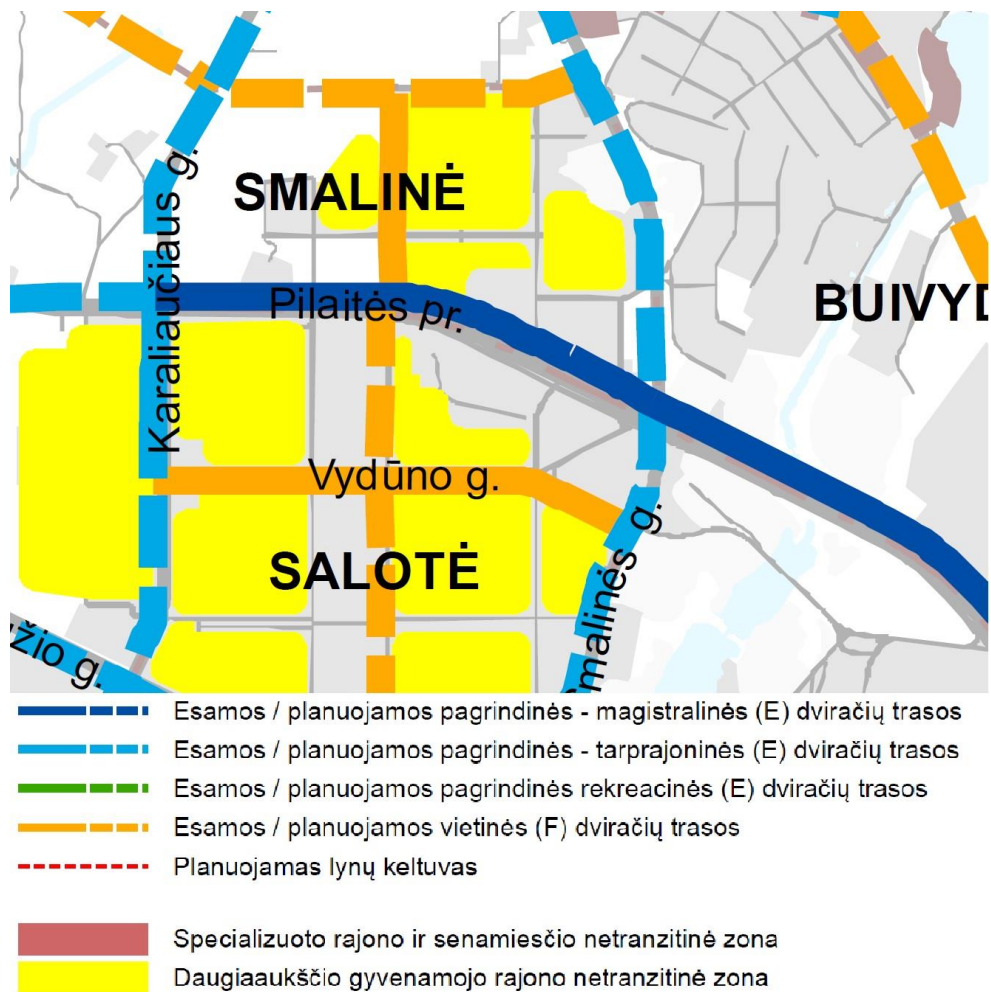 SMALINĖ
Karaliaučiaus g.
Pilaitės pr.
BUIVYD
Vydūno g.
SALOTĖ
Smalinės g.
žio g.
Esamos / planuojamos pagrindinės - magistralinės (E) dviračių trasos
Esamos / planuojamos pagrindinės - tarprajoninės (E) dviračių trasos
Esamos / planuojamos pagrindinės rekreacinės (E) dviračių trasos
Esamos / planuojamos vietinės (F) dviračių trasos
Planuojamas lynų keltuvas
Specializuoto rajono ir senamiesčio netranzitinė zona
Daugiaaukščio gyvenamojo rajono netranzitinė zona